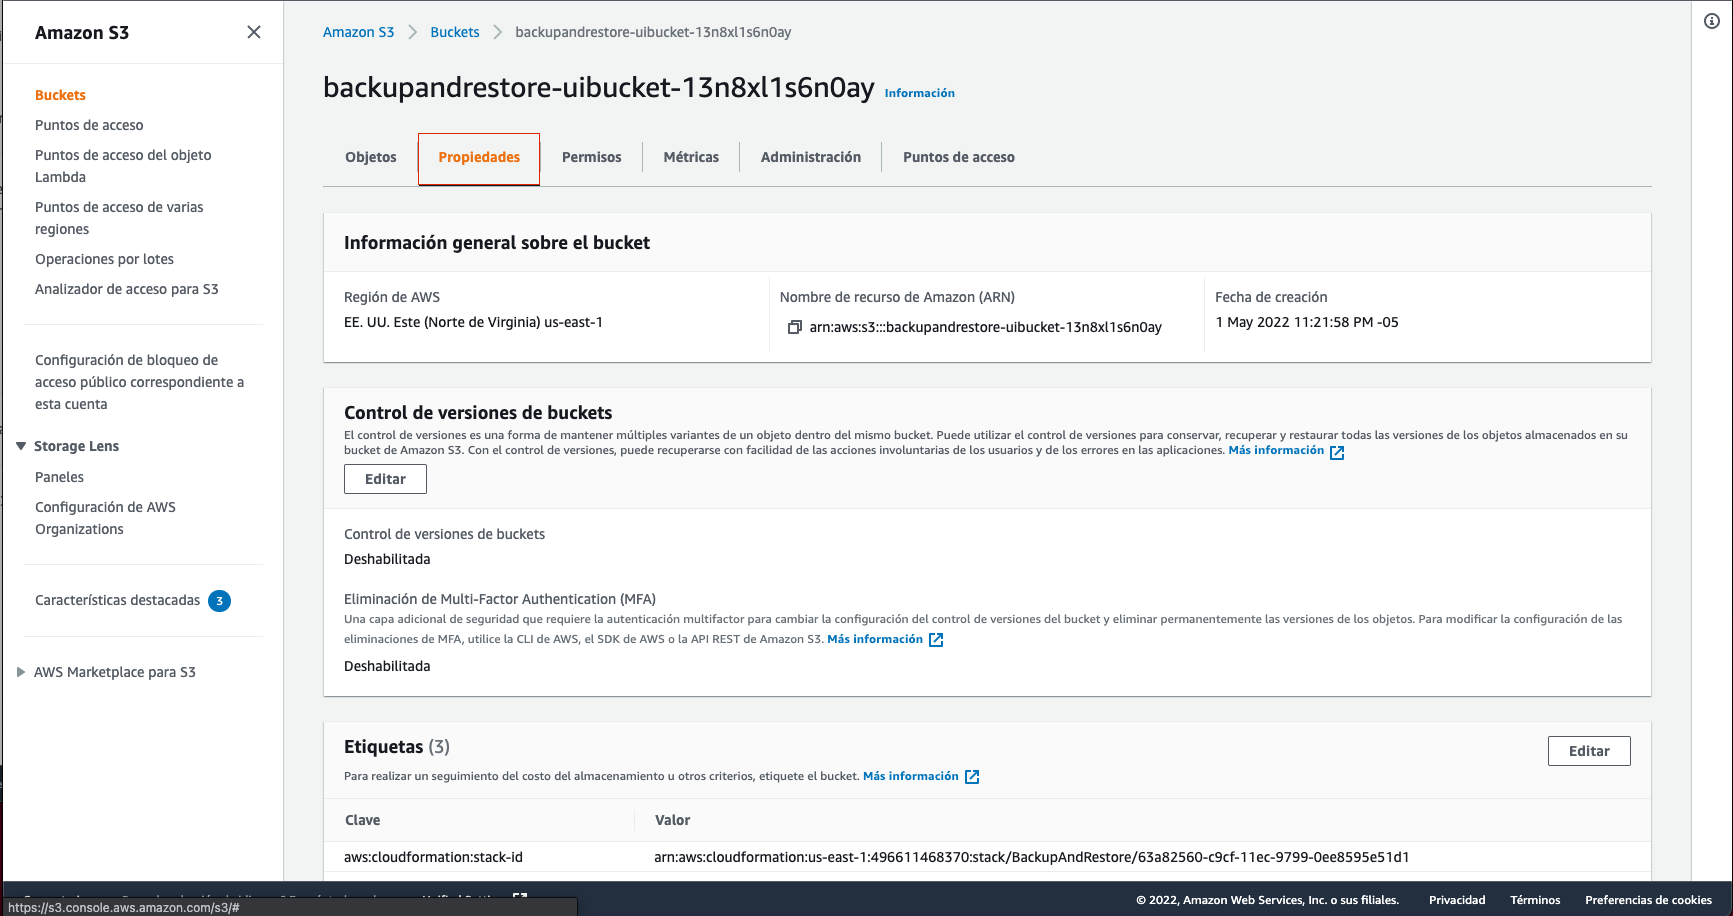 Amazon S3
Buckets
Puntos de acceso
Puntos de acceso del objeto
Lambda
Puntos de acceso de varias
regiones
Operaciones por lotes
Analizador de acceso para S3
Configuración de bloqueo de
acceso público correspondiente a
esta cuenta
Storage Lens
Paneles
Configuración de AWS
Organizations
Características destacadas 3
AWS Marketplace para S3
Amazon S3 Buckets backupandrestore-uibucket-13n8xl1s6n0ay
backupandrestore-uibucket-13n8xl1s6n0ay Información
Objetos Propiedades Permisos Métricas Administración Puntos de acceso
Información general sobre el bucket
Región de AWS
EE. UU. Este (Norte de Virginia) us-east-1
Nombre de recurso de Amazon (ARN)
arn:aws:s3:::backupandrestore-uibucket-13n8xl1s6n0ay
Fecha de creación
1 May 2022 11:21:58 PM -05
Control de versiones de buckets
El control de versiones es una forma de mantener múltiples variantes de un objeto dentro del mismo bucket. Puede utilizar el control de versiones para conservar, recuperar y restaurar todas las versiones de los objetos almacenados en su
bucket de Amazon S3. Con el control de versiones, puede recuperarse con facilidad de las acciones involuntarias de los usuarios y de los errores en las aplicaciones. Más información
Editar
Control de versiones de buckets
Deshabilitada
Eliminación de Multi-Factor Authentication (MFA)
Una capa adicional de seguridad que requiere la autenticación multifactor para cambiar la configuración del control de versiones del bucket y eliminar permanentemente las versiones de los objetos. Para modificar la configuración de las
eliminaciones de MFA, utilice la CLI de AWS, el SDK de AWS o la API REST de Amazon S3. Más información
Deshabilitada
Etiquetas (3)
Editar
Para realizar un seguimiento del costo del almacenamiento u otros criterios, etiquete el bucket. Más información
Clave Valor
aws:cloudformation:stack-id arn:aws:cloudformation:us-east-1:496611468370:stack/BackupAndRestore/63a82560-c9cf-11ec-9799-0ee8595e51d1
© 2022, Amazon Web Services, Inc. o sus filiales. Privacidad Términos Preferencias de cookies
https://s3.console.aws.amazon.com/s3/#